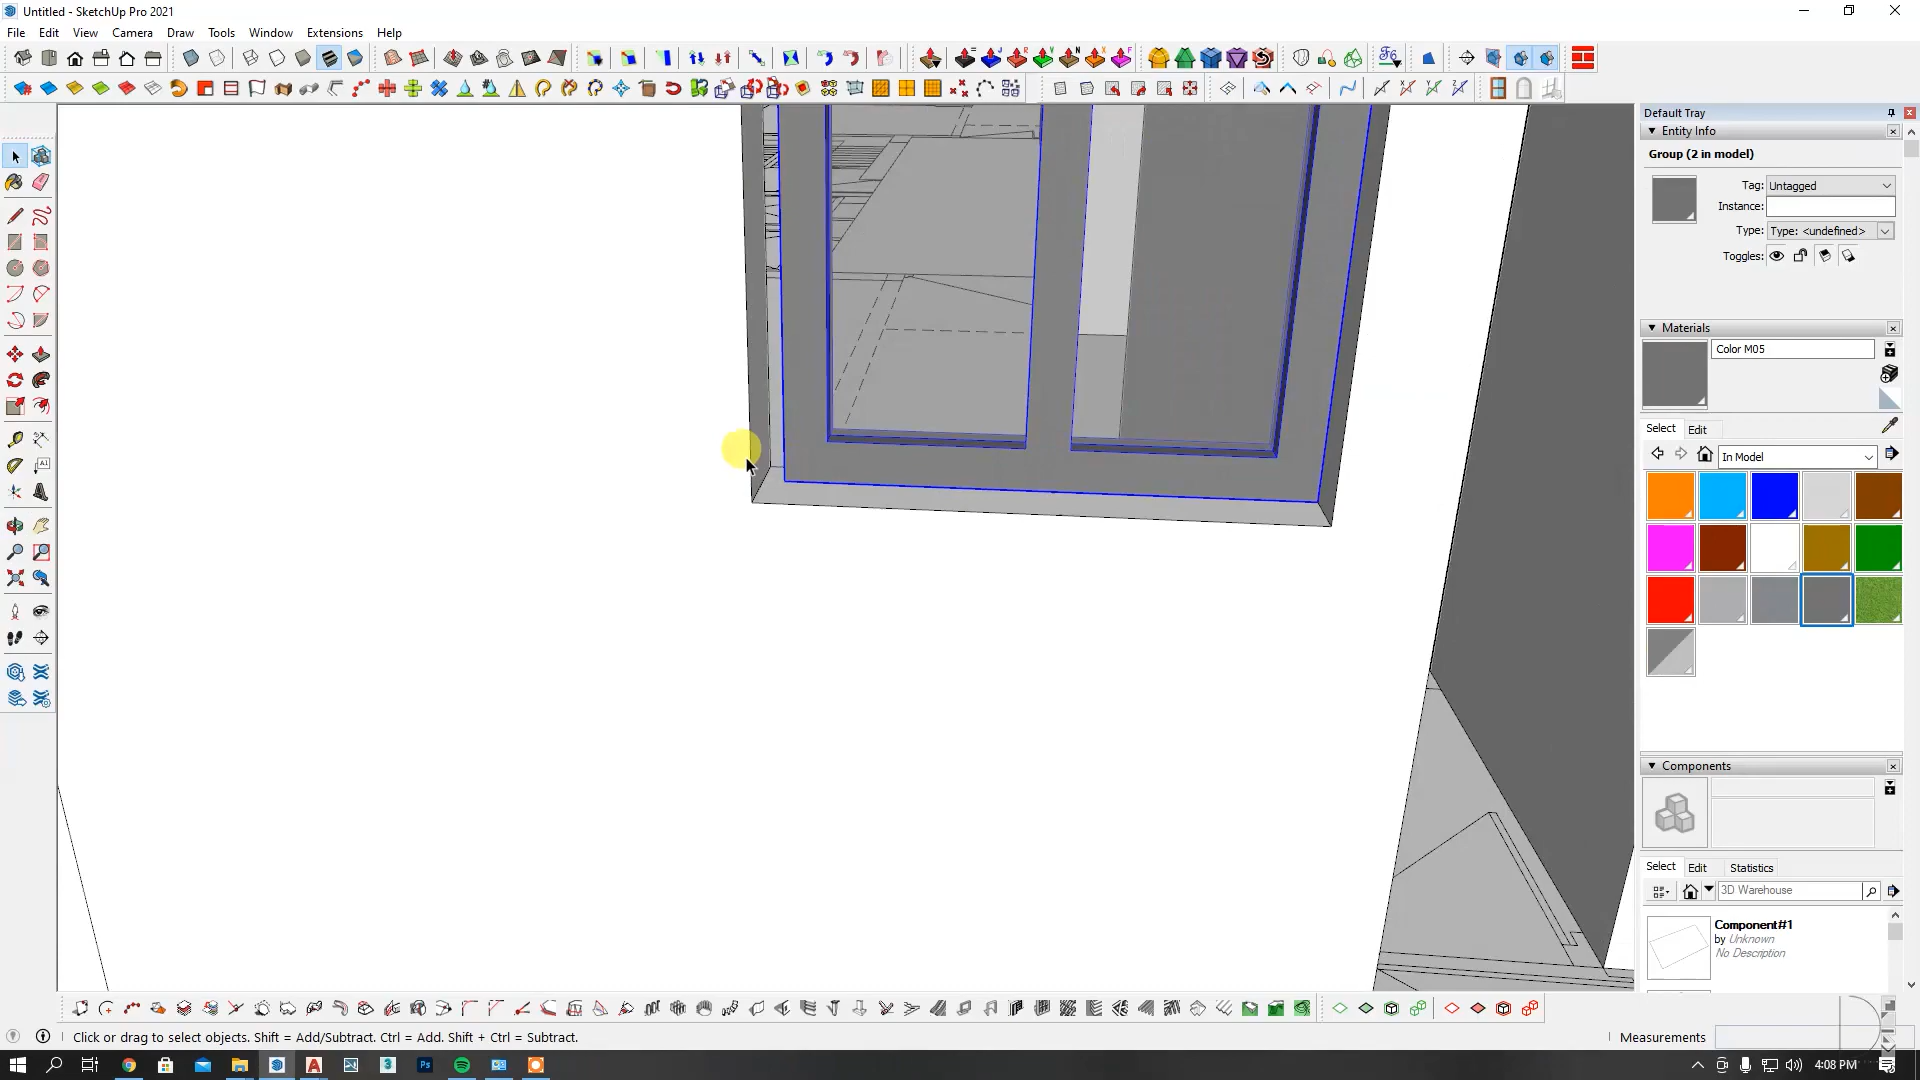 Untitled - SketchUp Pro 2021
File Edit View Camera Draw Tools Window Extensions Help
Default Tray
Entity Info
Group (2 in model)
Tag: Untagged
Instance:
Type: Type: <undefined>
Toggles:
Materials
Color M05
Select Edit
In Model
Components
Select Edit Statistics
3D Warehouse
Component#1
by Unknown
No Description
Click or drag to select objects. Shift = Add/Subtract. Ctrl = Add. Shift + Ctrl = Subtract.
Measurements
4:08 PM